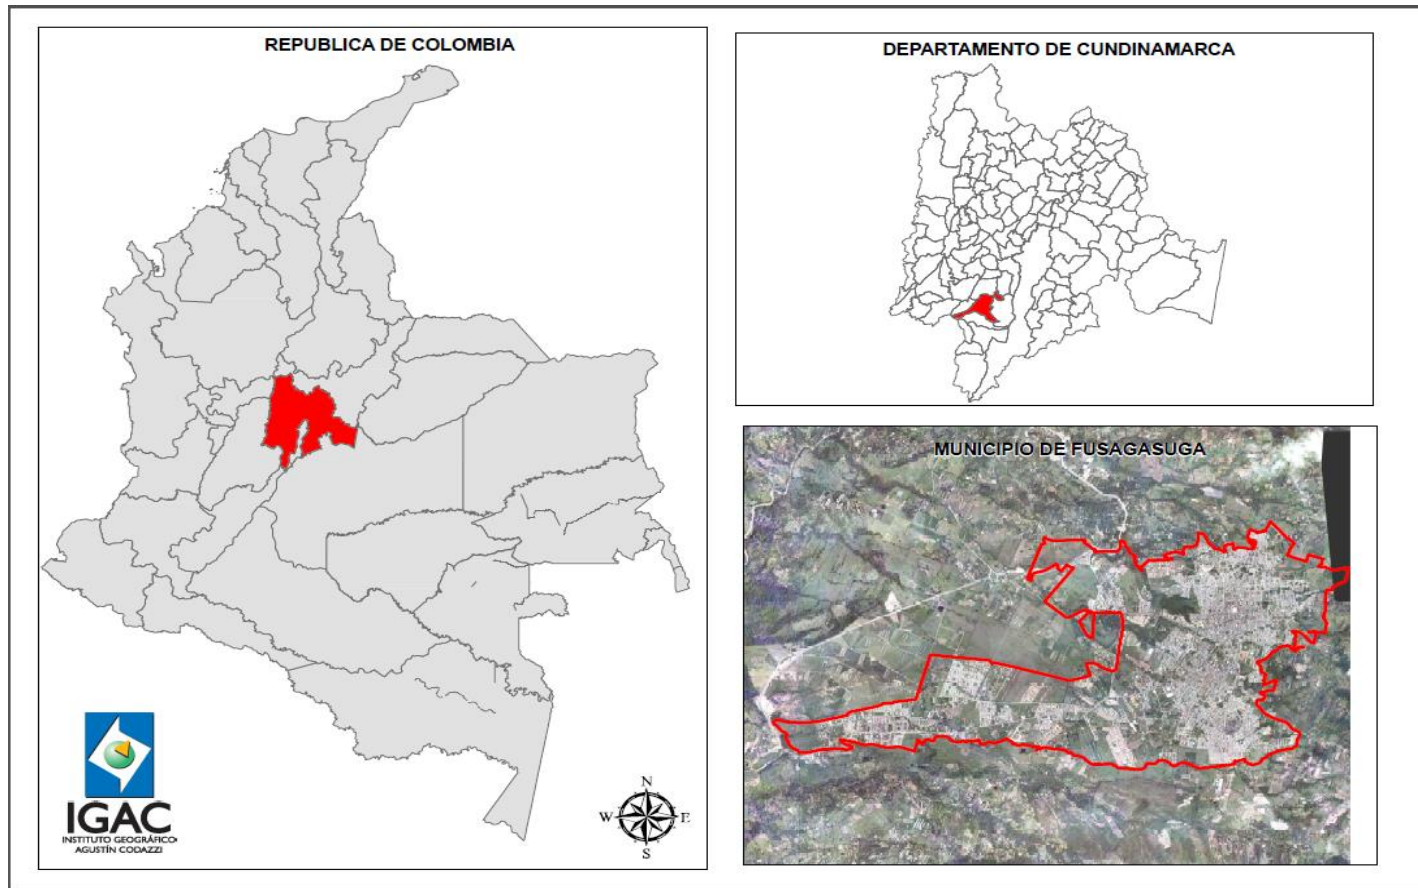 REPUBLICA DE COLOMBIA
DEPARTAMENTO DE CUNDINAMARCA
MUNICIPIO DE FUSAGASUGA
IGAC
INSTITUTO GEOGRÁFICO
AGUSTÍN CODAZZI
N
W E
S